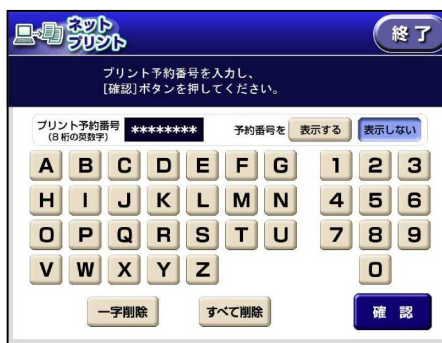 ネット
プリント
終了
プリント予約番号を入力し、
[確認]ボタンを押してください。
プリント予約番号
(8桁の英数字)
********
予約番号を 表示する 表示しない
A B C D E F G 1 2 3
H I J K L M N 4 5 6
O P Q R S T U 7 8 9
V W X Y Z 0
一字削除 すべて削除 確認